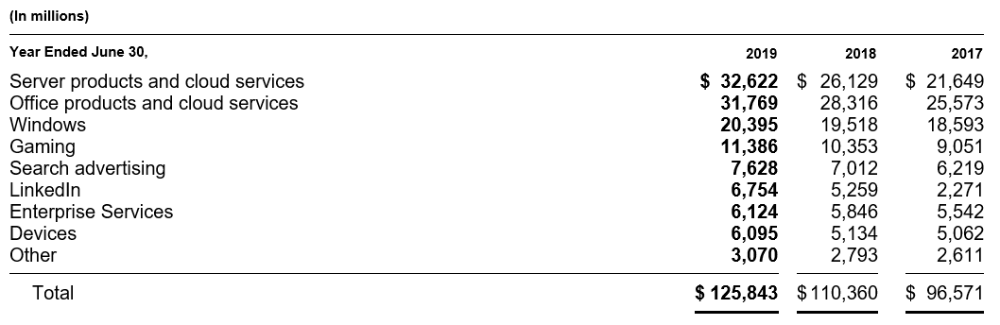 (In millions)
Year Ended June 30, 2019 2018 2017
Server products and cloud services $ 32,622 $ 26,129 $ 21,649
Office products and cloud services 31,769 28,316 25,573
Windows 20,395 19,518 18,593
Gaming 11,386 10,353 9,051
Search advertising 7,628 7,012 6,219
LinkedIn 6,754 5,259 2,271
Enterprise Services 6,124 5,846 5,542
Devices 6,095 5,134 5,062
Other 3,070 2,793 2,611
Total $ 125,843 $ 110,360 $ 96,571